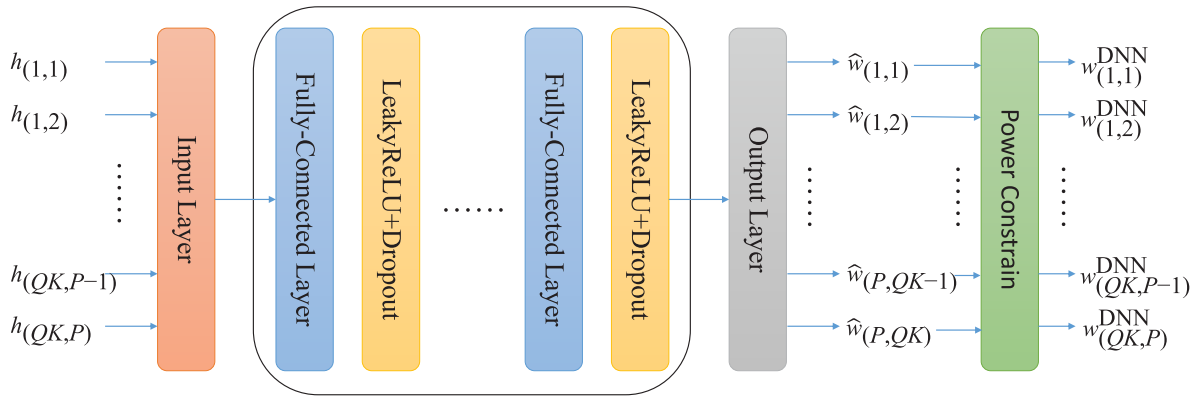 h(1,1)
h(1,2)
......
h(QK,P−1)
h(QK,P)
Input Layer
Fully-Connected Layer
LeakyReLU+Dropout
......
Fully-Connected Layer
LeakyReLU+Dropout
Output Layer
ŵ(1,1)
ŵ(1,2)
......
......
ŵ(P,QK−1)
ŵ(P,QK)
Power Constrain
w(1,1)^DNN
w(1,2)^DNN
......
w(QK,P−1)^DNN
w(QK,P)^DNN